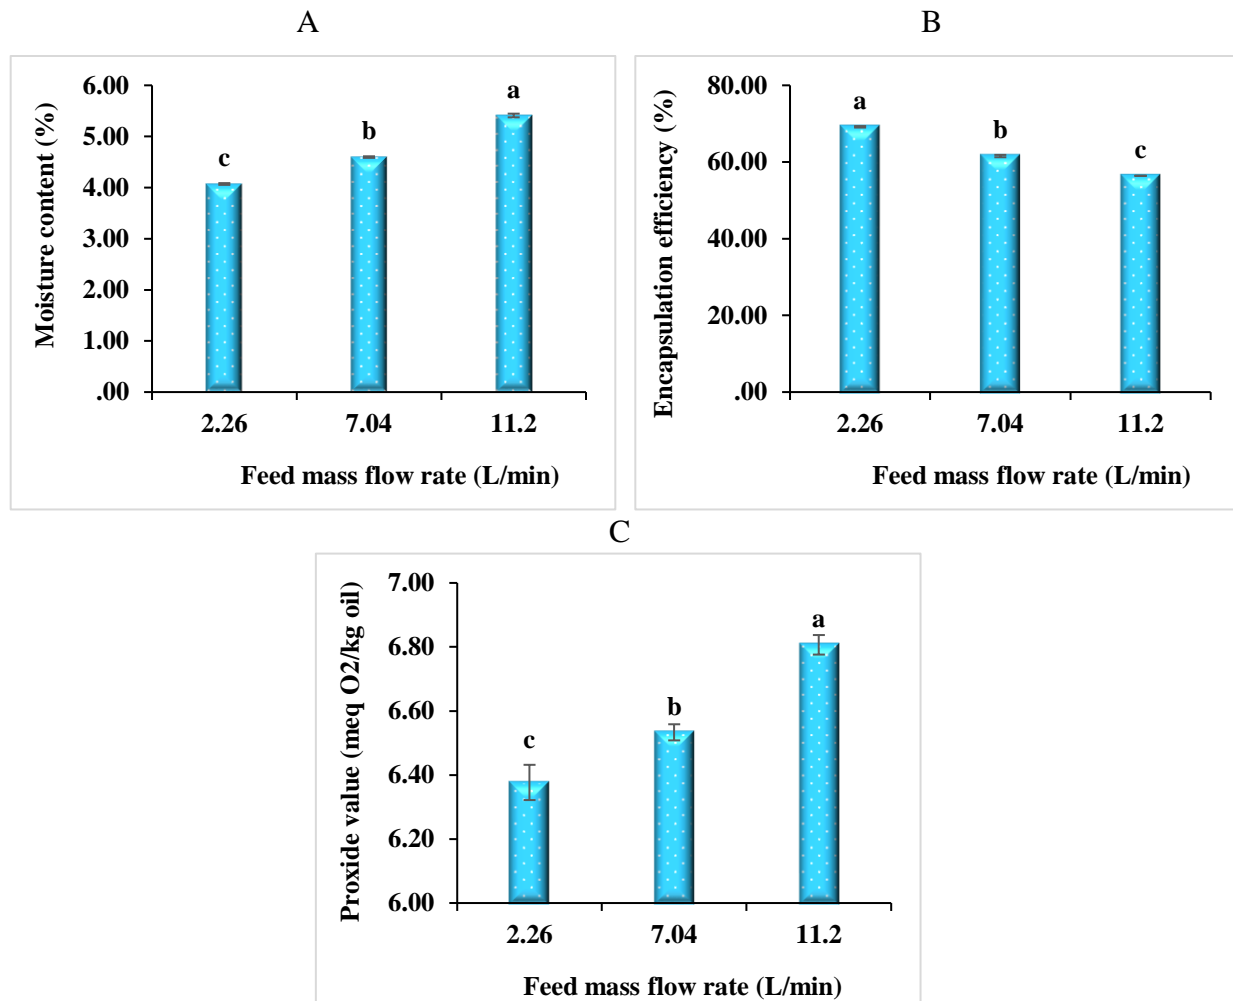 A
B
Moisture content (%)
6.00
5.00
4.00
3.00
2.00
1.00
.00
c
b
a
2.26 7.04 11.2
Feed mass flow rate (L/min)
Encapsulation efficiency (%)
80.00
60.00
40.00
20.00
.00
a
b
c
2.26 7.04 11.2
Feed mass flow rate (L/min)
C
Proxide value (meq O2/kg oil)
7.00
6.80
6.60
6.40
6.20
6.00
c
b
a
2.26 7.04 11.2
Feed mass flow rate (L/min)